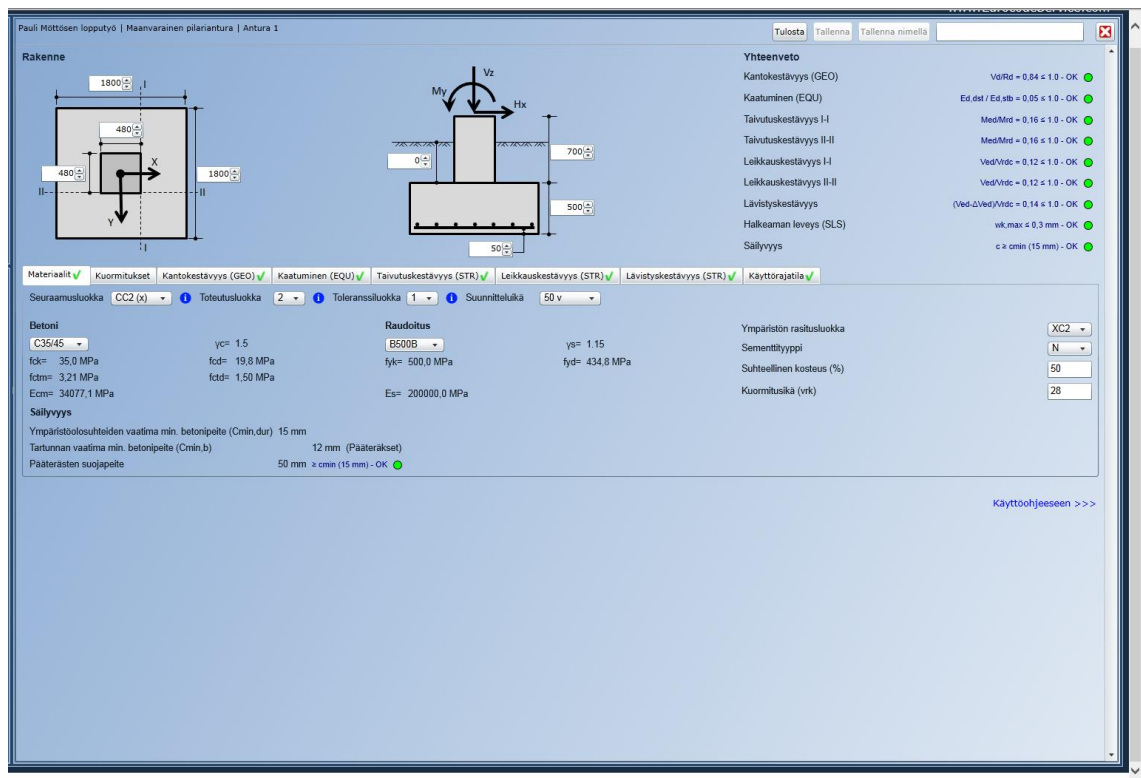 www.EurocodeService.com
Pauli Möttösen lopputyö | Maanvarainen pilariantura | Antura 1
Tulosta Tallenna Tallenna nimellä
Rakenne
1800
I
480
480
X
1800
II
II
Y
I
Vz
My
Hx
0
700
500
50
Yhteenveto
Kantokestävyys (GEO) Vd/Rd = 0,84 ≤ 1.0 - OK
Kaatuminen (EQU) Ed,dst / Ed,stb = 0,05 ≤ 1.0 - OK
Taivutuskestävyys I-I Med/Mrd = 0,16 ≤ 1.0 - OK
Taivutuskestävyys II-II Med/Mrd = 0,16 ≤ 1.0 - OK
Leikkauskestävyys I-I Ved/Vrdc = 0,12 ≤ 1.0 - OK
Leikkauskestävyys II-II Ved/Vrdc = 0,12 ≤ 1.0 - OK
Lävistyskestävyys (Ved-ΔVed)/Vrdc = 0,14 ≤ 1.0 - OK
Halkeaman leveys (SLS) wk,max ≤ 0,3 mm - OK
Säilyvyys c ≥ cmin (15 mm) - OK
Materiaalit Kuormitukset Kantokestävyys (GEO) Kaatuminen (EQU) Taivutuskestävyys (STR) Leikkauskestävyys (STR) Lävistyskestävyys (STR) Käyttörajatila
Seuraamusluokka CC2 (x) Toteutusluokka 2 Toleranssiluokka 1 Suunnitteluikä 50 v
Betoni
C35/45 γc= 1.5
fck= 35,0 MPa fcd= 19,8 MPa
fctm= 3,21 MPa fctd= 1,50 MPa
Ecm= 34077,1 MPa
Raudoitus
B500B γs= 1.15
fyk= 500,0 MPa fyd= 434,8 MPa
Es= 200000,0 MPa
Ympäristön rasitusluokka XC2
Sementtityyppi N
Suhteellinen kosteus (%) 50
Kuormitusikä (vrk) 28
Säilyvyys
Ympäristöolosuhteiden vaatima min. betonipeite (Cmin,dur) 15 mm
Tartunnan vaatima min. betonipeite (Cmin,b) 12 mm (Pääteräkset)
Pääterästen suojapeite 50 mm ≥ cmin (15 mm) - OK
Käyttöohjeeseen >>>